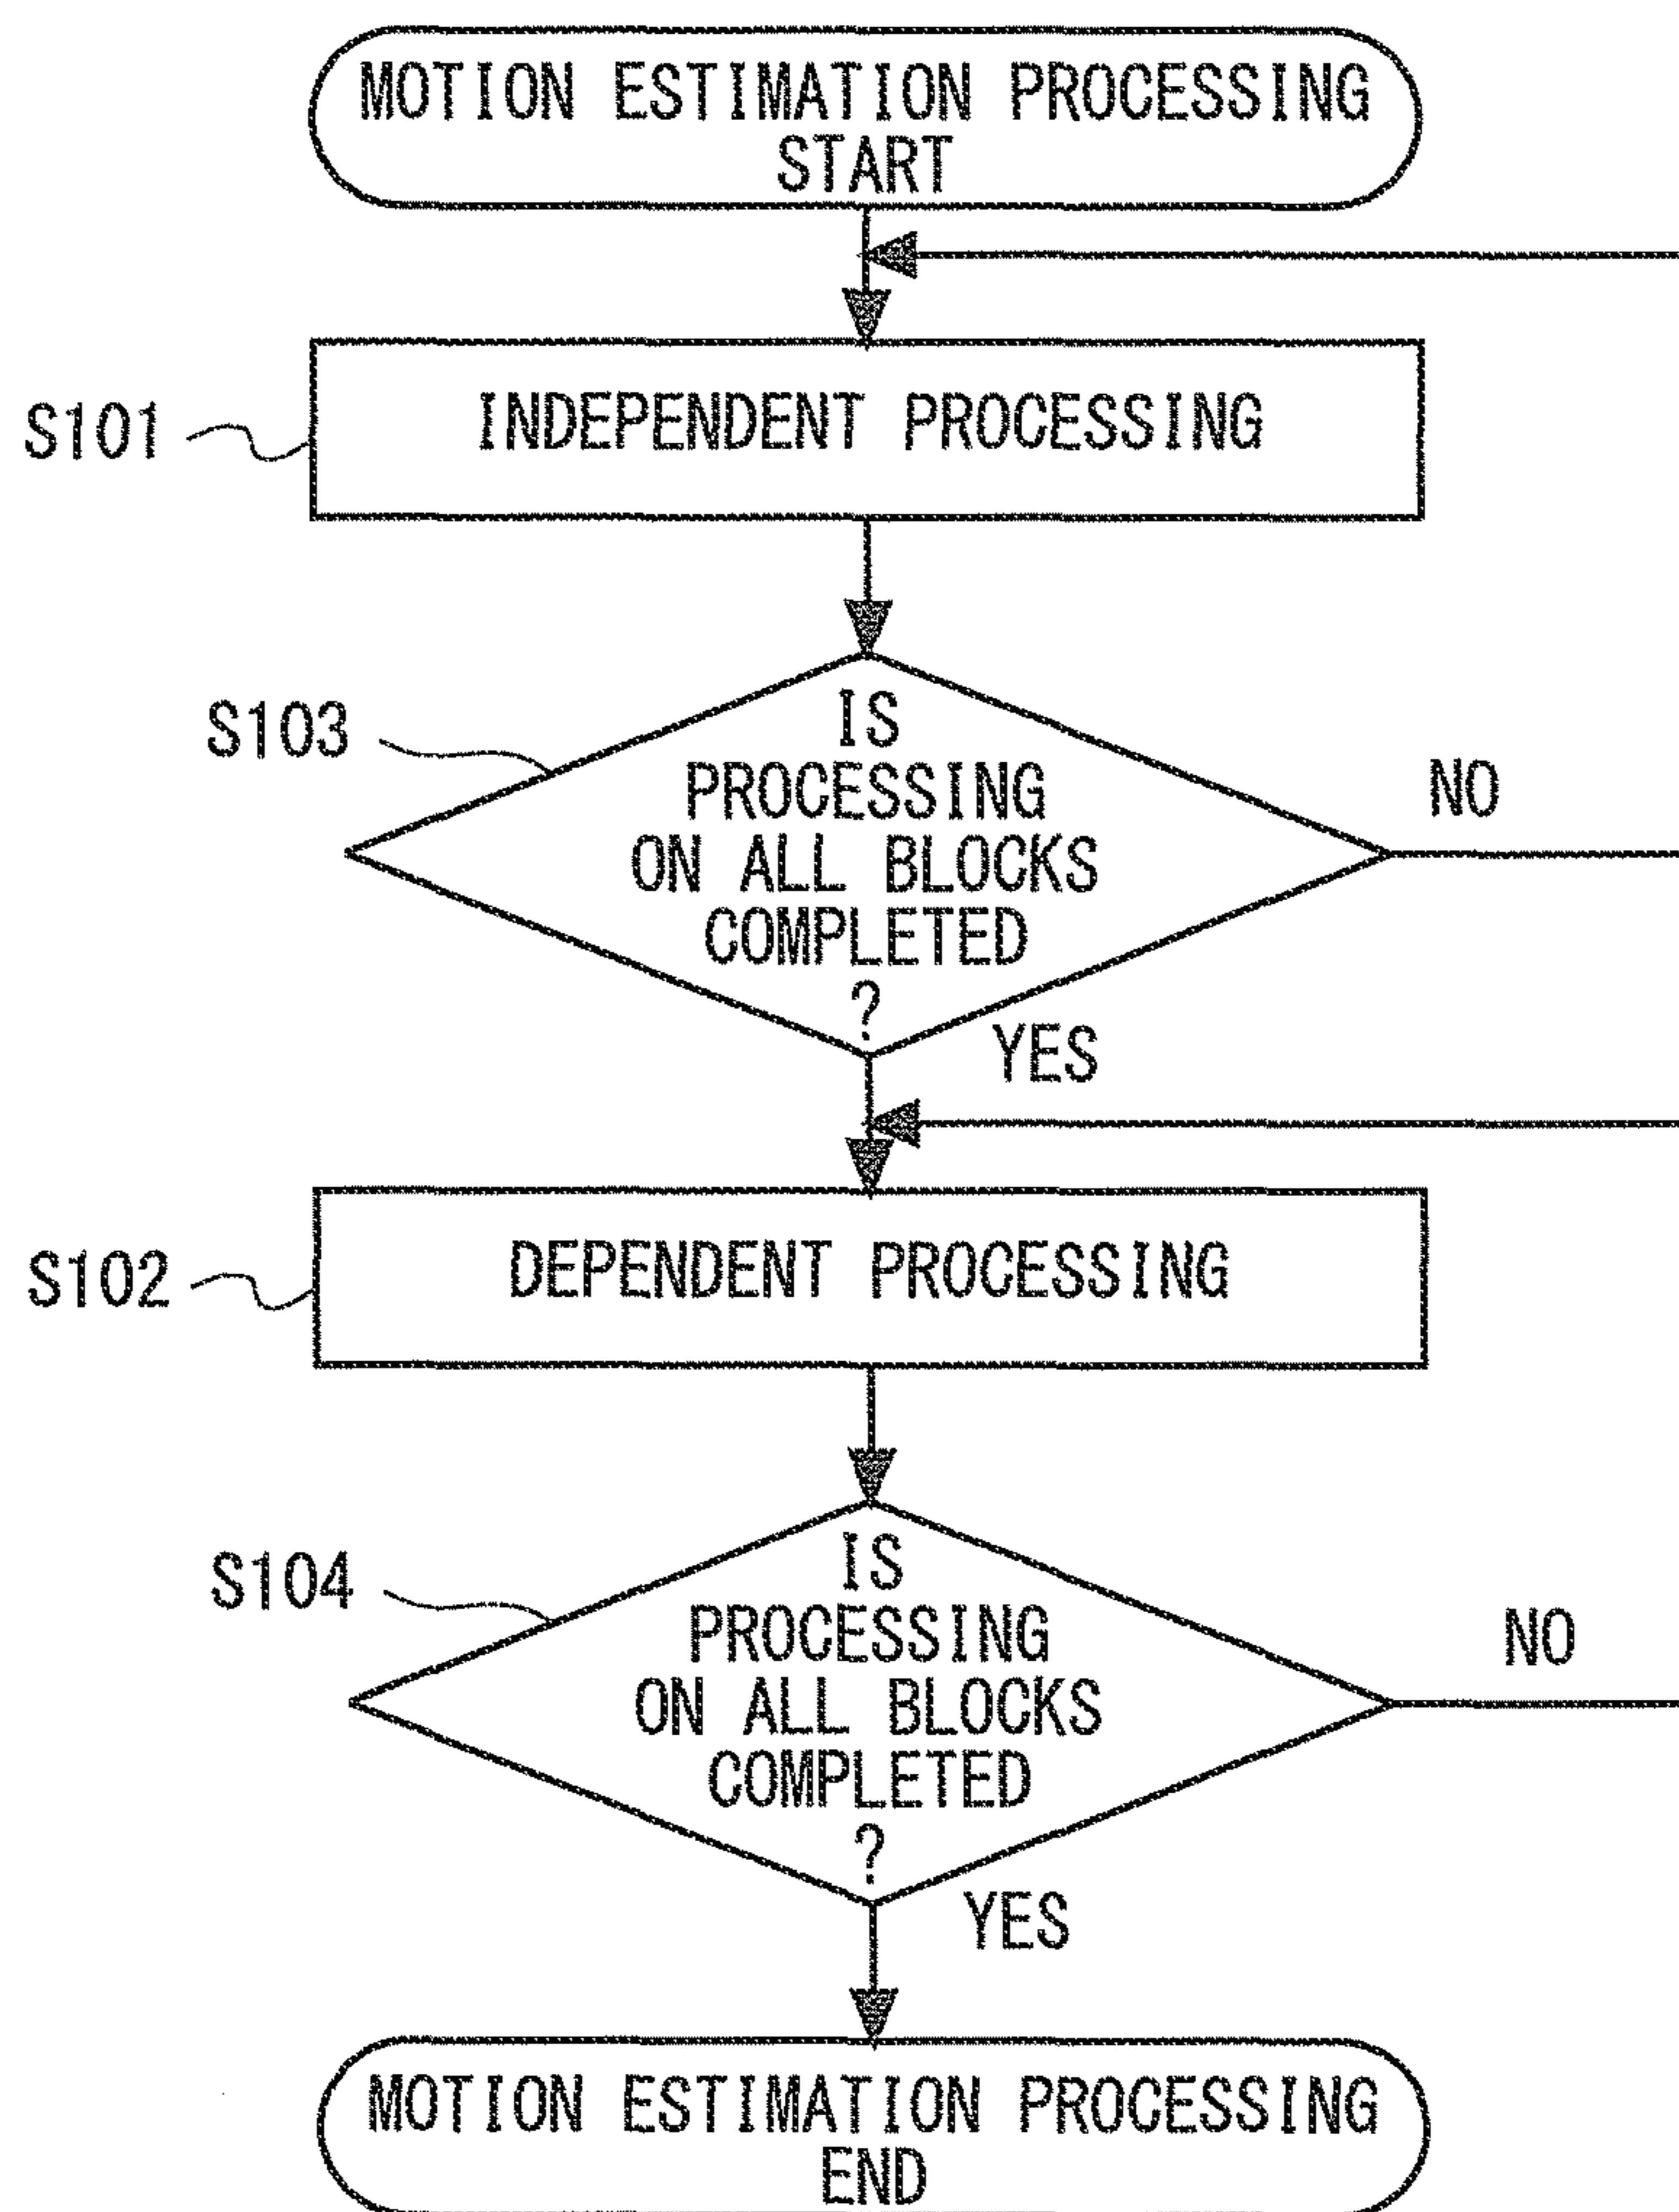 MOTION ESTIMATION PROCESSING
START
S101
INDEPENDENT PROCESSING
S103
IS
PROCESSING
ON ALL BLOCKS
COMPLETED
?
NO
YES
S102
DEPENDENT PROCESSING
S104
IS
PROCESSING
ON ALL BLOCKS
COMPLETED
?
NO
YES
MOTION ESTIMATION PROCESSING
END